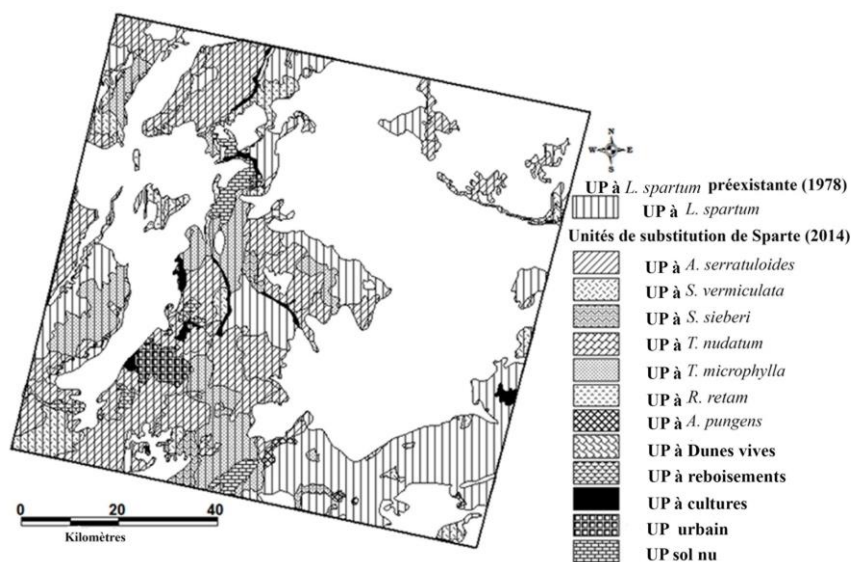 N
W E
S
UP à L. spartum préexistante (1978)
UP à L. spartum
Unités de substitution de Sparte (2014)
UP à A. serratuloides
UP à S. vermiculata
UP à S. sieberi
UP à T. nudatum
UP à T. microphylla
UP à R. retam
UP à A. pungens
UP à Dunes vives
UP à reboisements
UP à cultures
UP urbain
UP sol nu
0 20 40
Kilomètres